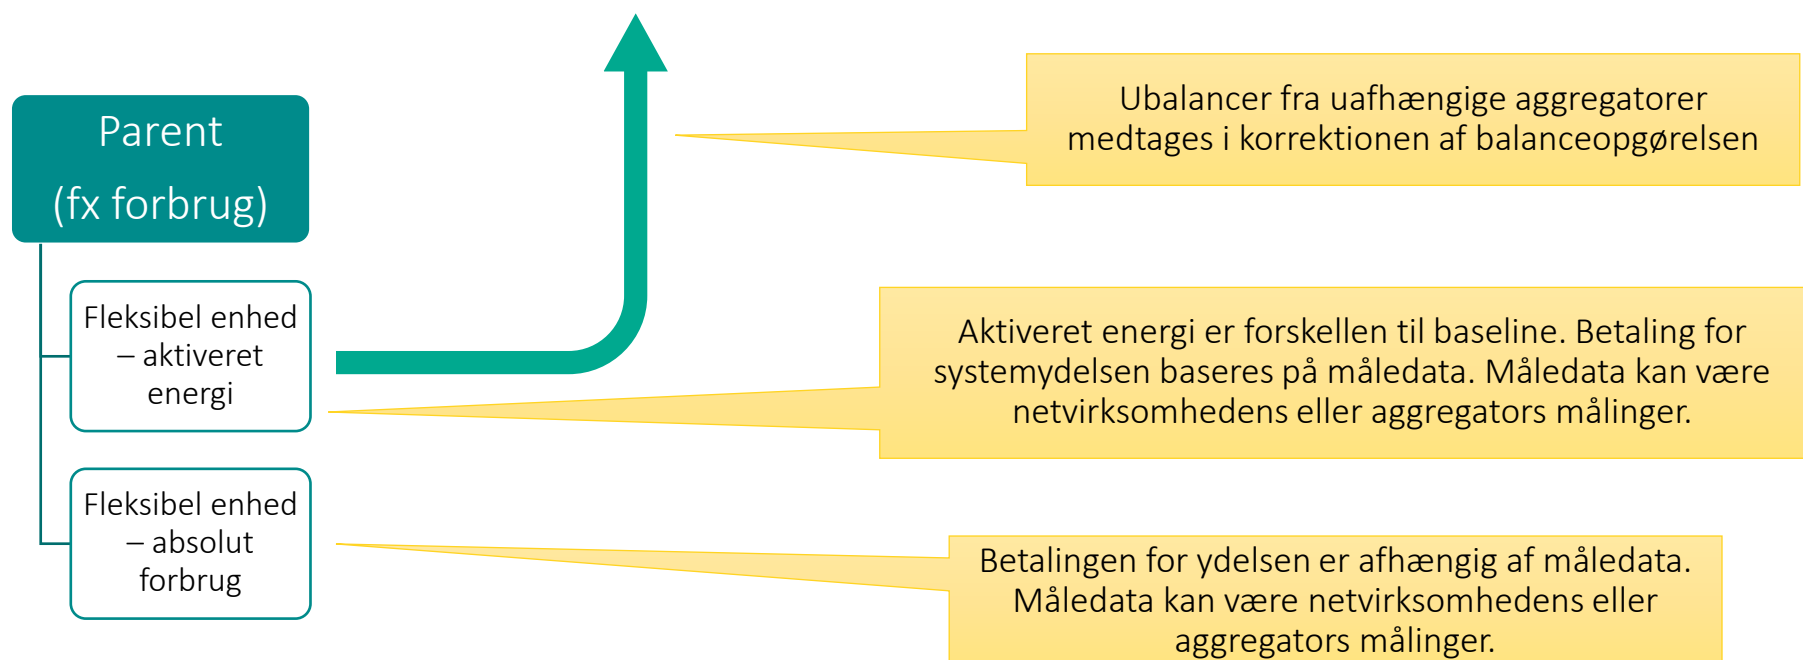 Parent
(fx forbrug)
Fleksibel enhed
– aktiveret
energi
Fleksibel enhed
– absolut
forbrug
Ubalancer fra uafhængige aggregatorer
medtages i korrektionen af balanceopgørelsen
Aktiveret energi er forskellen til baseline. Betaling for
systemydelsen baseres på måledata. Måledata kan være
netvirksomhedens eller aggregators målinger.
Betalingen for ydelsen er afhængig af måledata.
Måledata kan være netvirksomhedens eller
aggregators målinger.